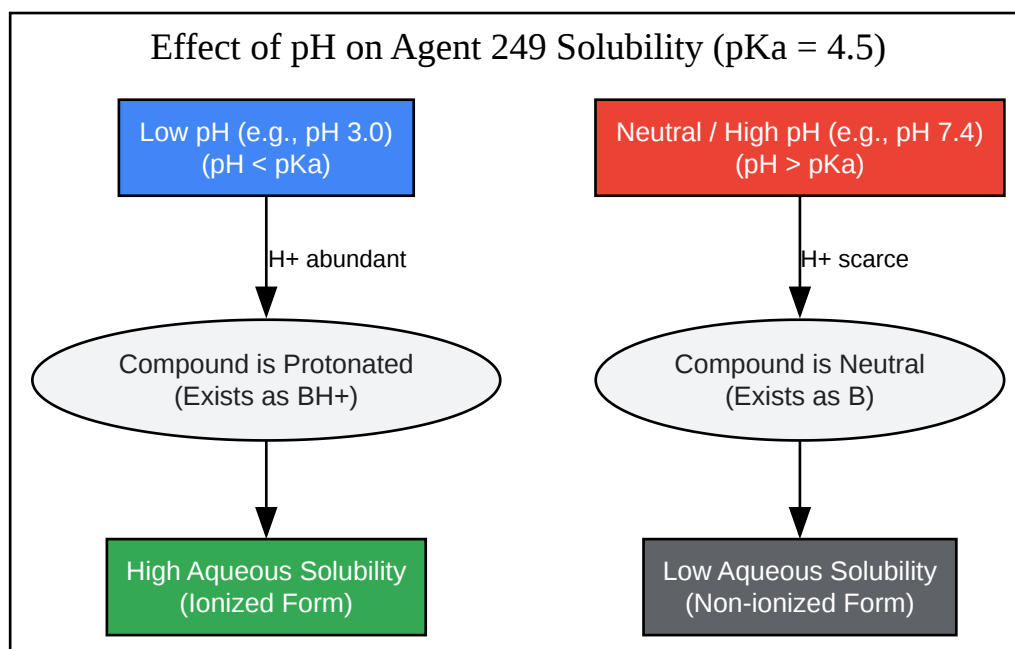 Effect of pH on Agent 249 Solubility (pKa = 4.5)
Low pH (e.g., pH 3.0)
(pH < pKa)
Neutral / High pH (e.g., pH 7.4)
(pH > pKa)
H+ abundant
H+ scarce
Compound is Protonated
(Exists as BH+)
Compound is Neutral
(Exists as B)
High Aqueous Solubility
(Ionized Form)
Low Aqueous Solubility
(Non-ionized Form)